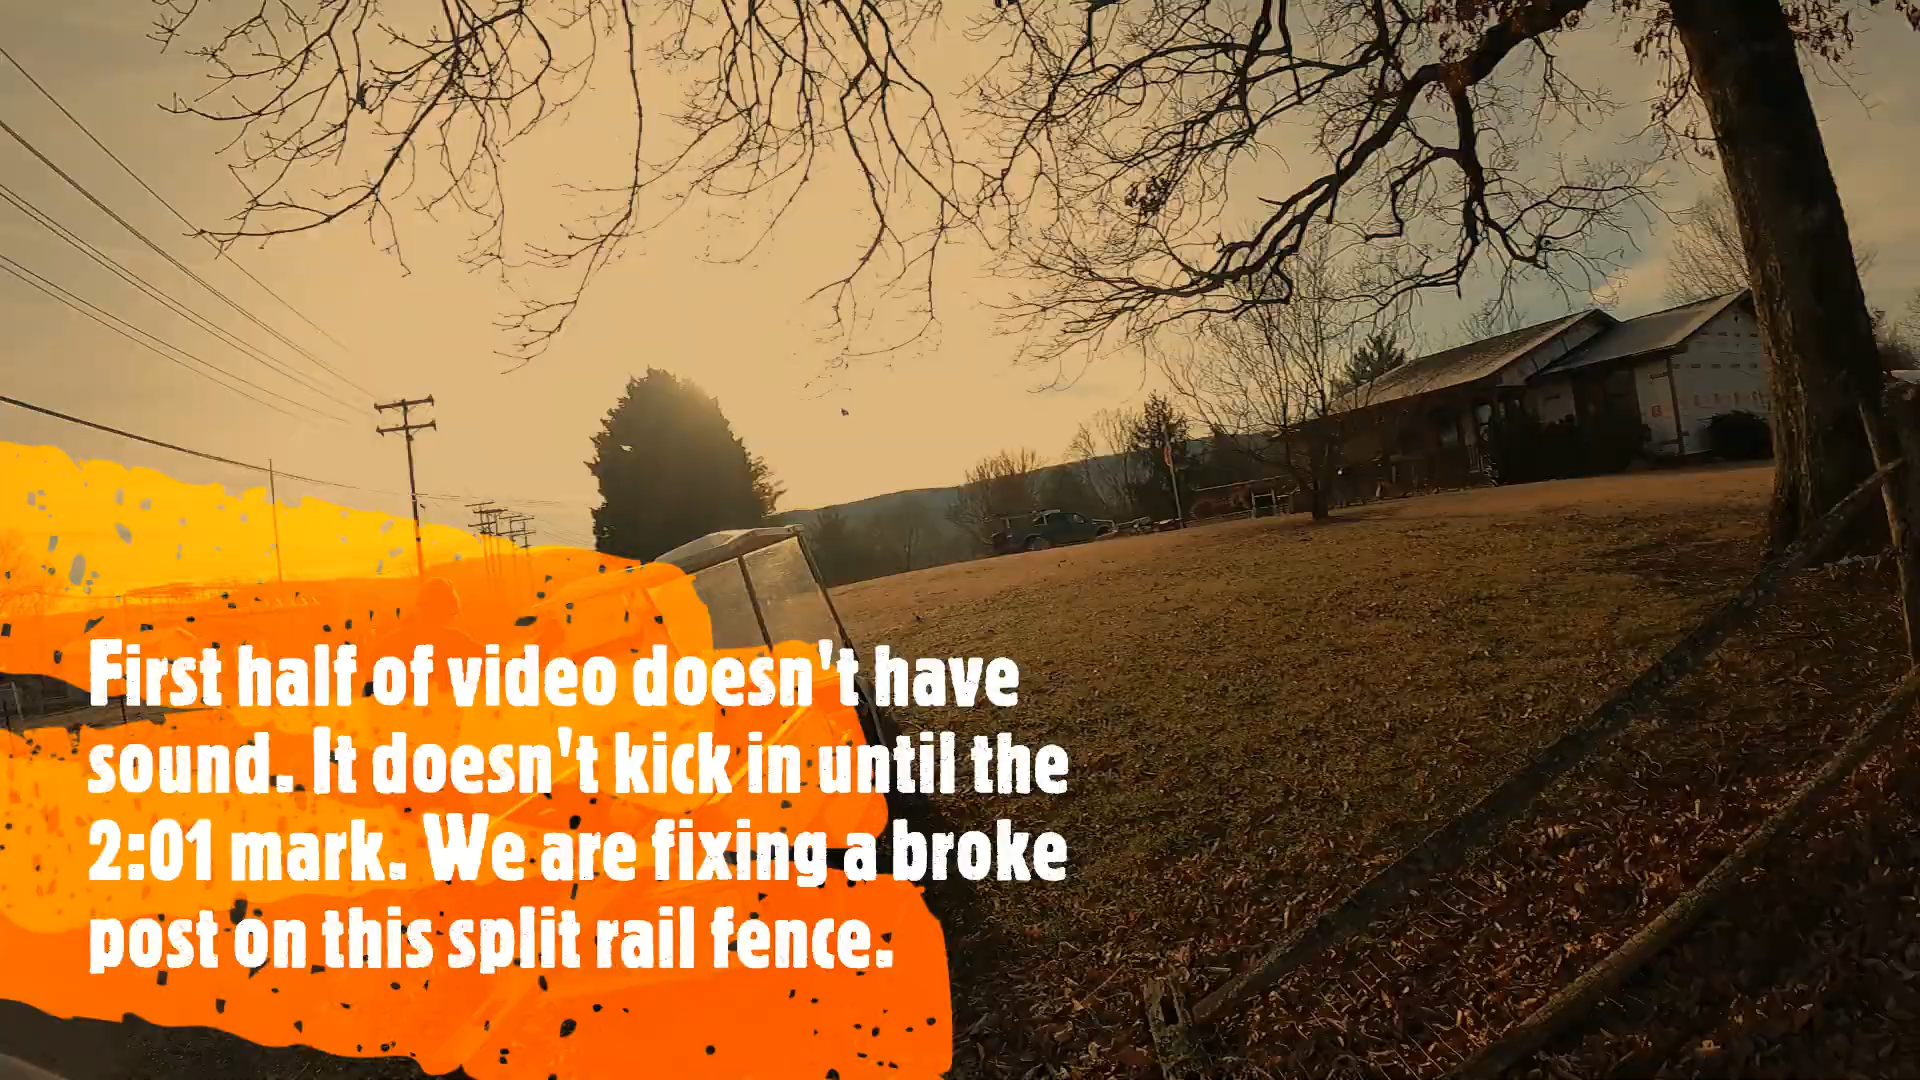 First half of video doesn't have
sound. It doesn't kick in until the
2:01 mark. We are fixing a broke
post on this split rail fence.